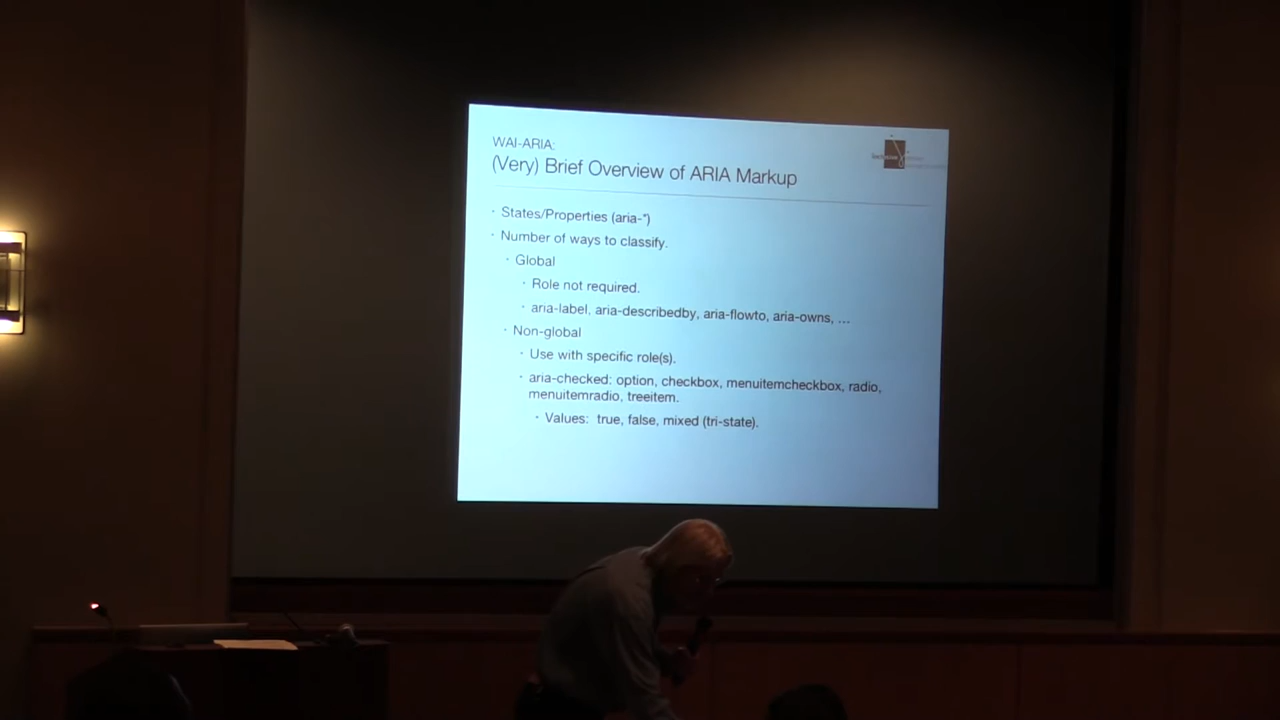 WAI-ARIA:
(Very) Brief Overview of ARIA Markup
· States/Properties (aria-*)
· Number of ways to classify.
· Global
· Role not required.
· aria-label, aria-describedby, aria-flowto, aria-owns, ...
· Non-global
· Use with specific role(s).
· aria-checked: option, checkbox, menuitemcheckbox, radio,
menuitemradio, treeitem.
· Values: true, false, mixed (tri-state).